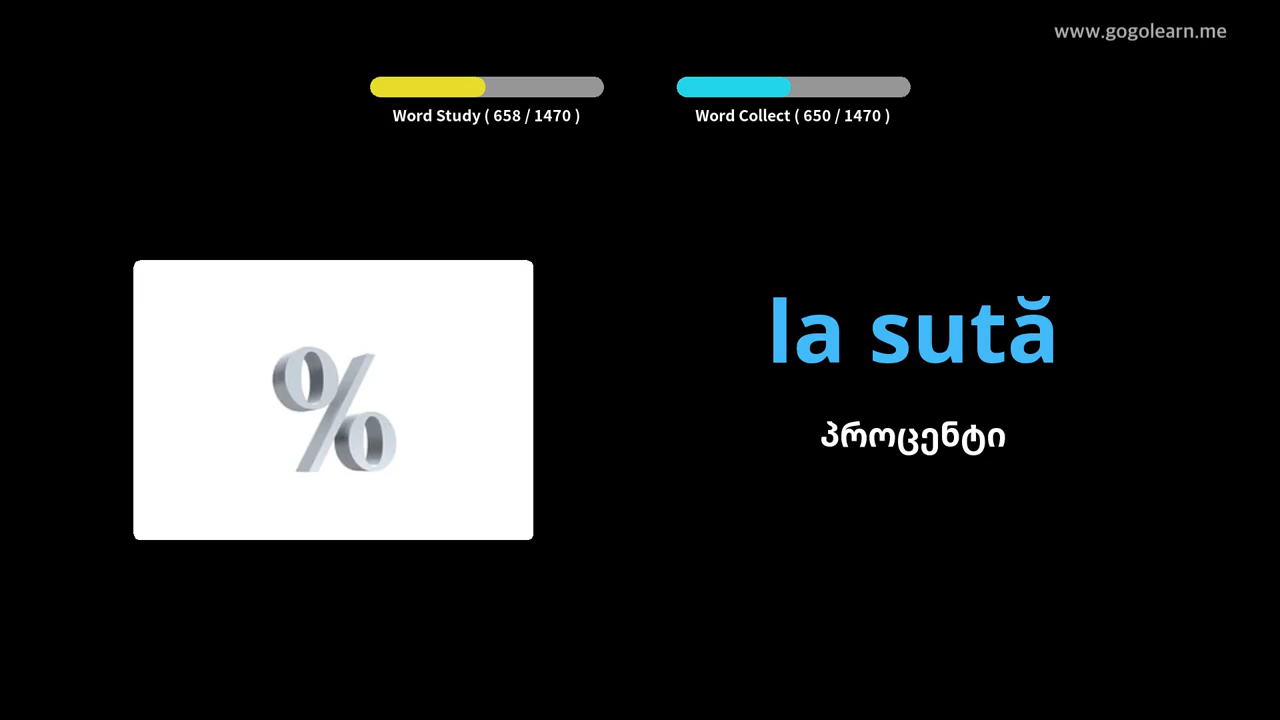 www.gogolearn.me
Word Study ( 658 / 1470 )
Word Collect ( 650 / 1470 )
%
la sută
პროცენტი